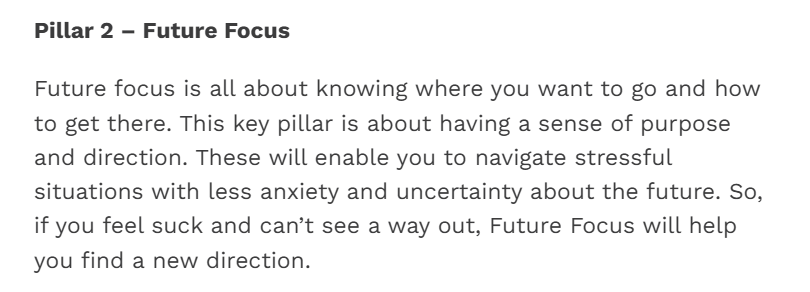 Pillar 2 – Future Focus
Future focus is all about knowing where you want to go and how
to get there. This key pillar is about having a sense of purpose
and direction. These will enable you to navigate stressful
situations with less anxiety and uncertainty about the future. So,
if you feel suck and can’t see a way out, Future Focus will help
you find a new direction.